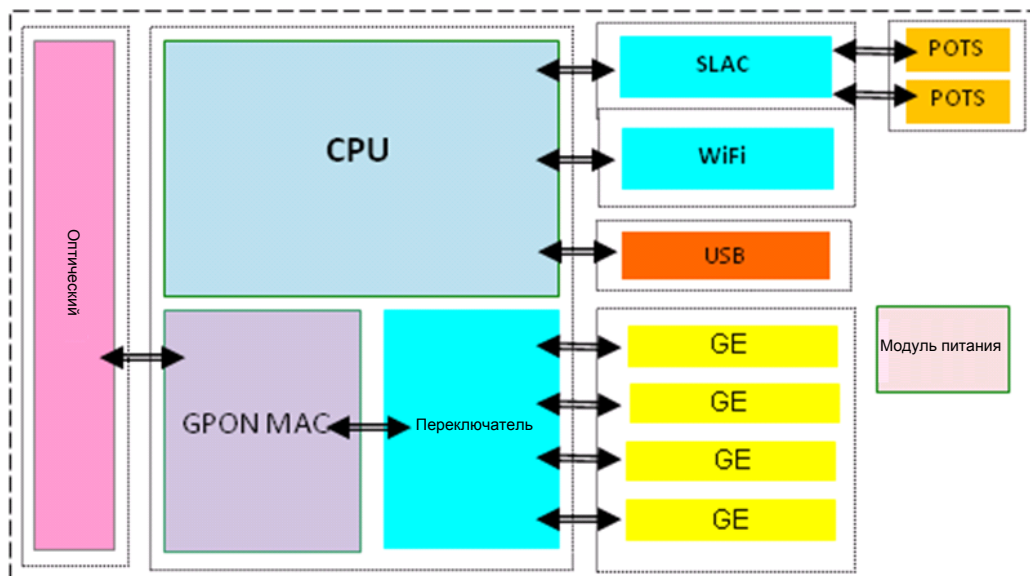 Оптический
CPU
GPON MAC
Переключатель
SLAC
WiFi
USB
GE
GE
GE
GE
POTS
POTS
Модуль питания